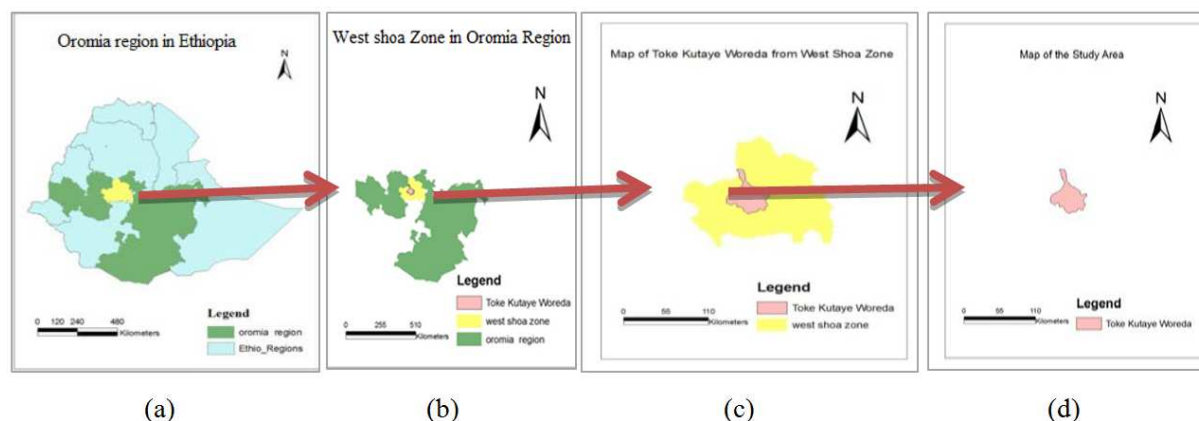 Oromia region in Ethiopia
N
0 120 240 480
Kilometers
Legend
oromia region
Ethio_Regions
(a)
West shoa Zone in Oromia Region
N
Legend
Toke Kutaye Woreda
west shoa zone
oromia region
0 255 510
Kilometers
(b)
Map of Toke Kutaye Woreda from West Shoa Zone
N
Legend
Toke Kutaye Woreda
west shoa zone
0 55 110
Kilometers
(c)
Map of the Study Area
N
Legend
Toke Kutaye Woreda
0 55 110
Kilometers
(d)